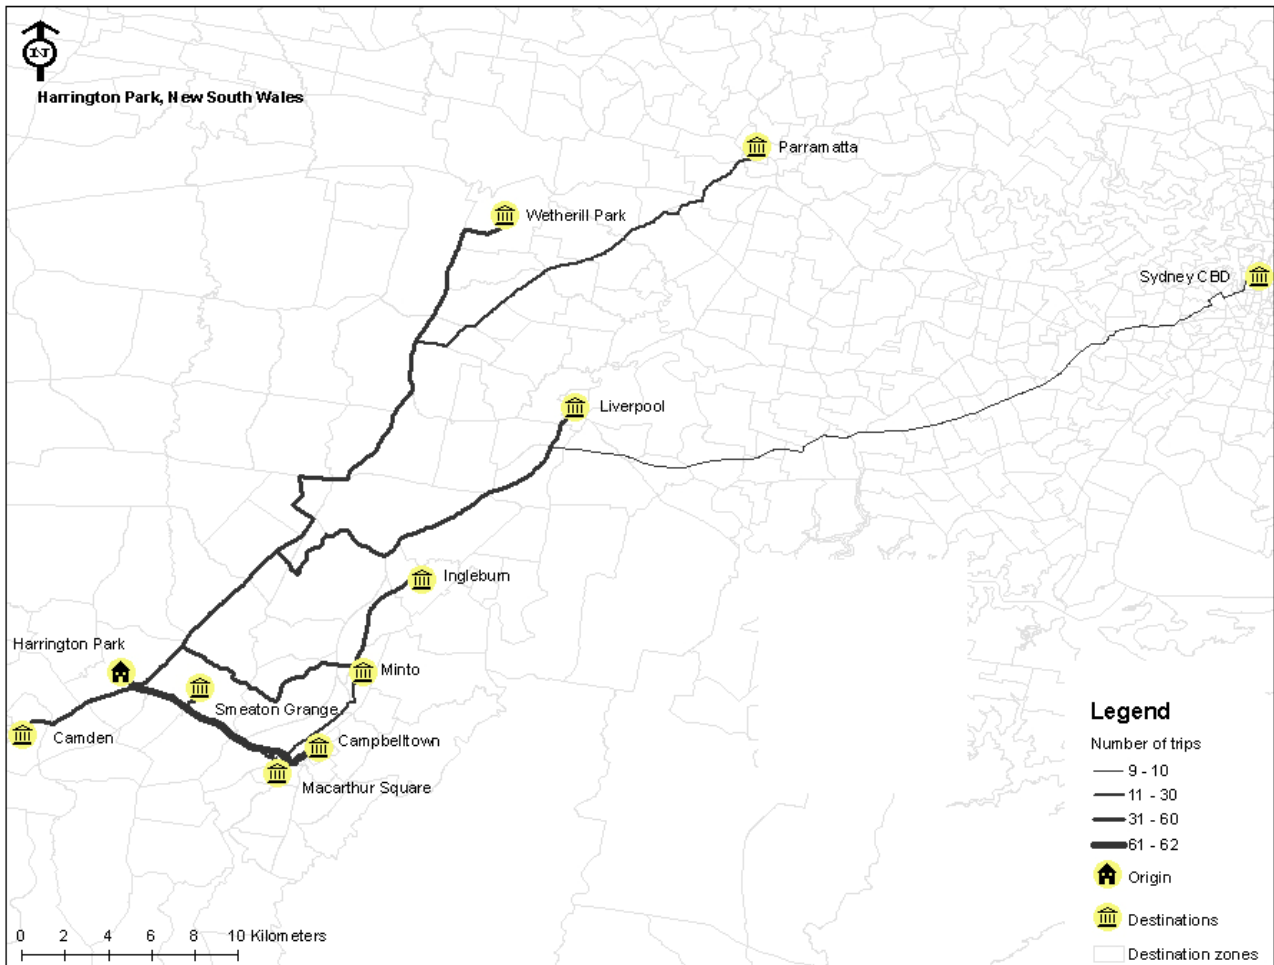 N
Harrington Park, New South Wales
Parramatta
Wetherill Park
Sydney CBD
Liverpool
Ingleburn
Harrington Park
Minto
Smeaton Grange
Camden
Campbelltown
Macarthur Square
Legend
Number of trips
9 - 10
11 - 30
31 - 60
61 - 62
Origin
Destinations
Destination zones
0 2 4 6 8 10 Kilometers